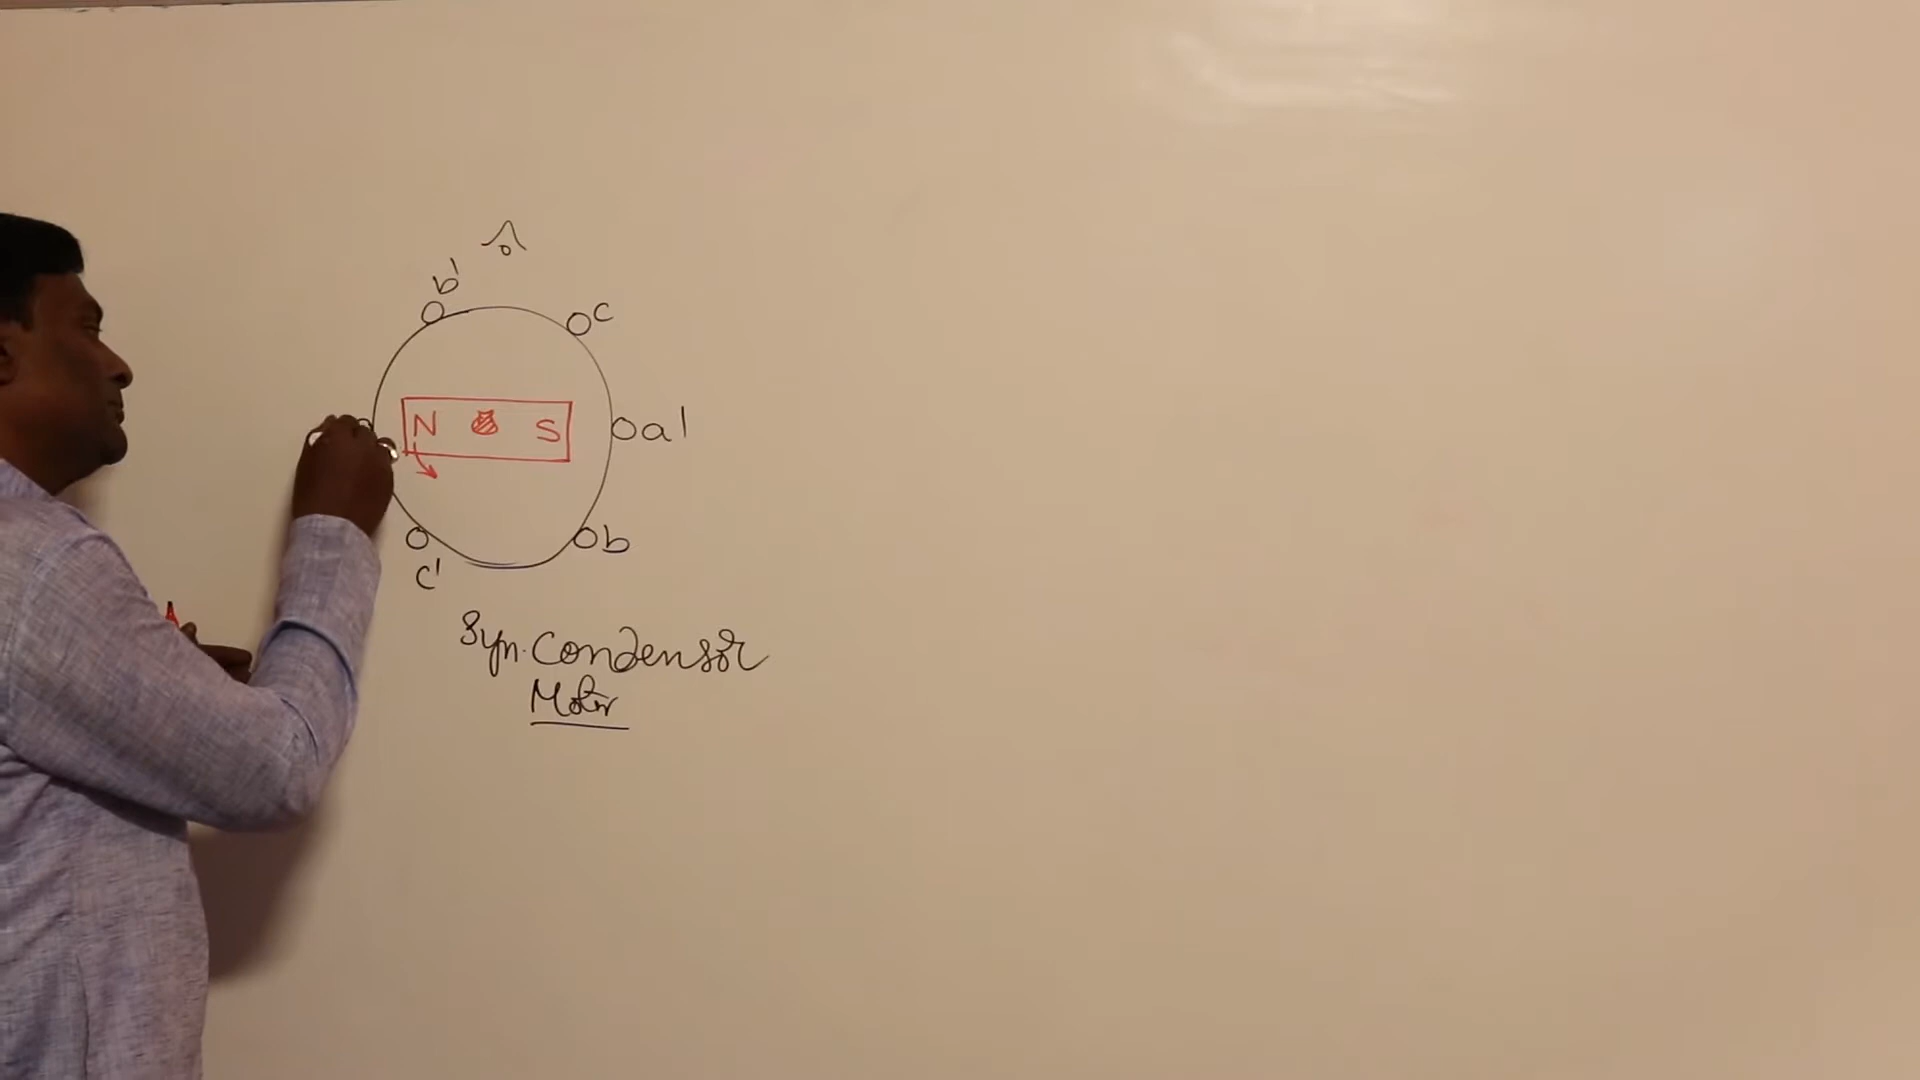 b'
c
N S
a'
b
c'
Syn. Condensor
Motor